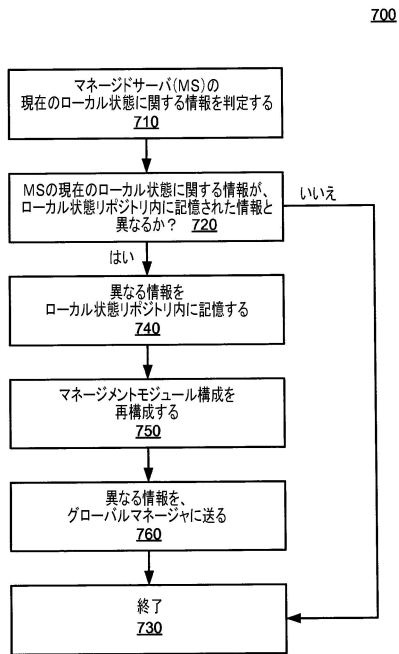 700
マネージドサーバ(MS)の
現在のローカル状態に関する情報を判定する
710
MSの現在のローカル状態に関する情報が、
ローカル状態リポジトリ内に記憶された情報と
異なるか? 720
いいえ
はい
異なる情報を
ローカル状態リポジトリ内に記憶する
740
マネージメントモジュール構成を
再構成する
750
異なる情報を、
グローバルマネージャに送る
760
終了
730